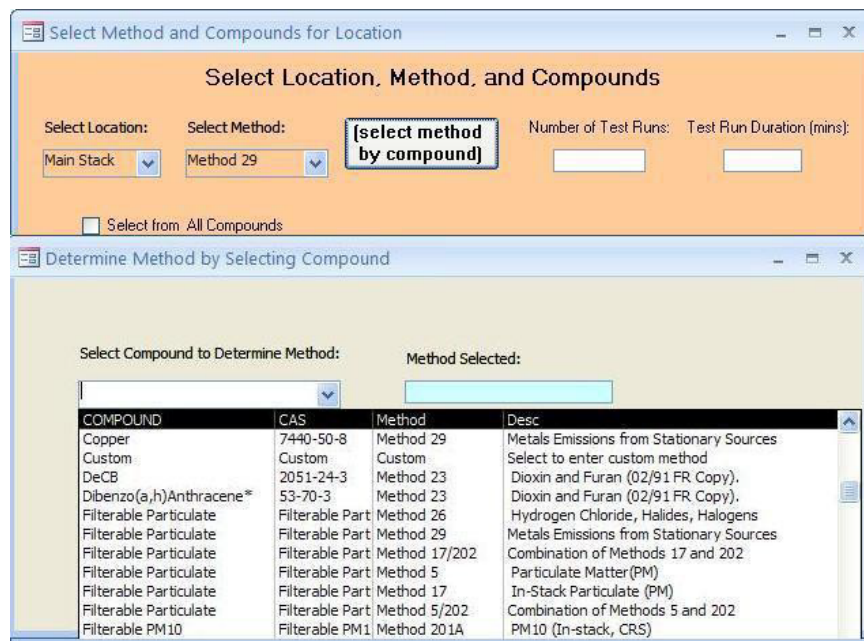 Select Method and Compounds for Location
Select Location, Method, and Compounds
Select Location: Select Method: (select method by compound) Number of Test Runs: Test Run Duration (mins):
Main Stack Method 29
Select from All Compounds
Determine Method by Selecting Compound
Select Compound to Determine Method: Method Selected:
COMPOUND CAS Method Desc
Copper 7440-50-8 Method 29 Metals Emissions from Stationary Sources
Custom Custom Custom Select to enter custom method
DeCB 2051-24-3 Method 23 Dioxin and Furan (02/91 FR Copy).
Dibenzo(a,h)Anthracene* 53-70-3 Method 23 Dioxin and Furan (02/91 FR Copy).
Filterable Particulate Filterable Part Method 26 Hydrogen Chloride, Halides, Halogens
Filterable Particulate Filterable Part Method 29 Metals Emissions from Stationary Sources
Filterable Particulate Filterable Part Method 17/202 Combination of Methods 17 and 202
Filterable Particulate Filterable Part Method 5 Particulate Matter(PM)
Filterable Particulate Filterable Part Method 17 In-Stack Particulate (PM)
Filterable Particulate Filterable Part Method 5/202 Combination of Methods 5 and 202
Filterable PM10 Filterable PM1 Method 201A PM10 (In-stack, CRS)